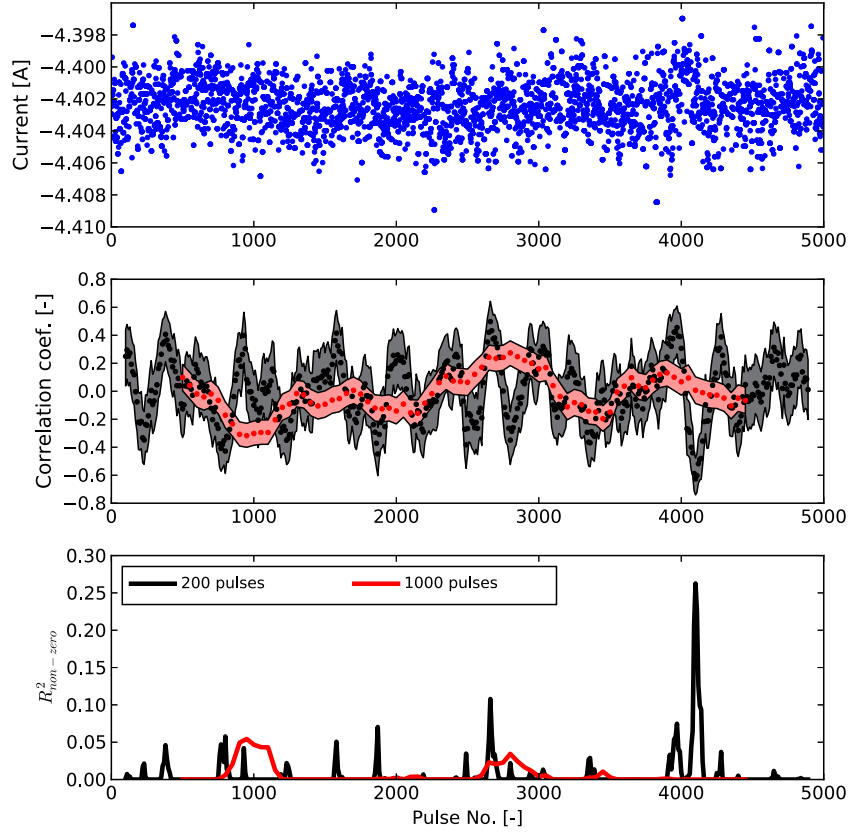 Current [A]
−4.398
−4.400
−4.402
−4.404
−4.406
−4.408
−4.410
0 1000 2000 3000 4000 5000
Correlation coef. [-]
0.8
0.6
0.4
0.2
0.0
−0.2
−0.4
−0.6
−0.8
0 1000 2000 3000 4000 5000
R²non−zero
0.30
0.25
0.20
0.15
0.10
0.05
0.00
200 pulses 1000 pulses
0 1000 2000 3000 4000 5000
Pulse No. [-]